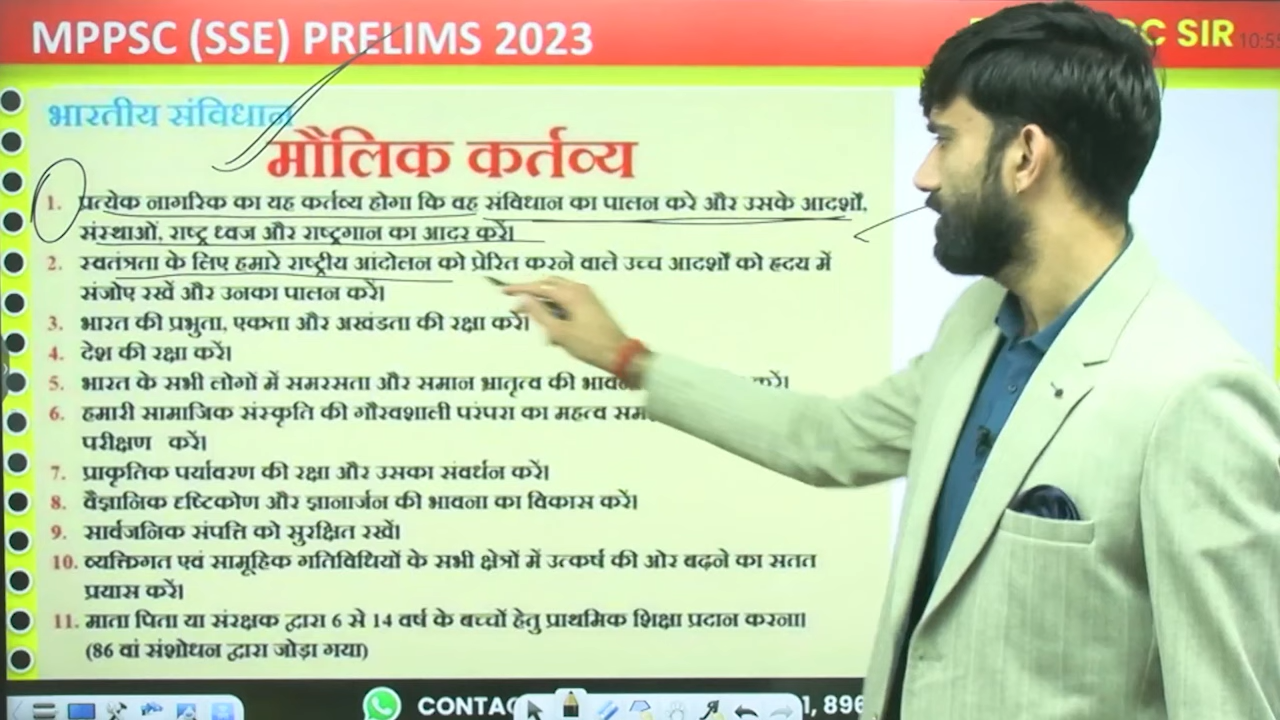 MPPSC (SSE) PRELIMS 2023
C SIR
भारतीय संविधान
मौलिक कर्तव्य
1. प्रत्येक नागरिक का यह कर्तव्य होगा कि वह संविधान का पालन करे और उसके आदर्शों,
संस्थाओं, राष्ट्र ध्वज और राष्ट्रगान का आदर करें।
2. स्वतंत्रता के लिए हमारे राष्ट्रीय आंदोलन को प्रेरित करने वाले उच्च आदर्शों को हृदय में
संजोए रखें और उनका पालन करें।
3. भारत की प्रभुता, एकता और अखंडता की रक्षा करें।
4. देश की रक्षा करें।
5. भारत के सभी लोगों में समरसता और समान भ्रातृत्व की करें।
6. हमारी सामाजिक संस्कृति की गौरवशाली परंपरा का महत्व
परीक्षण करें।
7. प्राकृतिक पर्यावरण की रक्षा और उसका संवर्धन करें।
8. वैज्ञानिक दृष्टिकोण और ज्ञानार्जन की भावना का विकास करें।
9. सार्वजनिक संपत्ति को सुरक्षित रखें।
10. व्यक्तिगत एवं सामूहिक गतिविधियों के सभी क्षेत्रों में उत्कर्ष की ओर बढ़ने का सतत
प्रयास करें।
11. माता पिता या संरक्षक द्वारा 6 से 14 वर्ष के बच्चों हेतु प्राथमिक शिक्षा प्रदान करना।
(86 वां संशोधन द्वारा जोड़ा गया)
CONTAC 1, 896